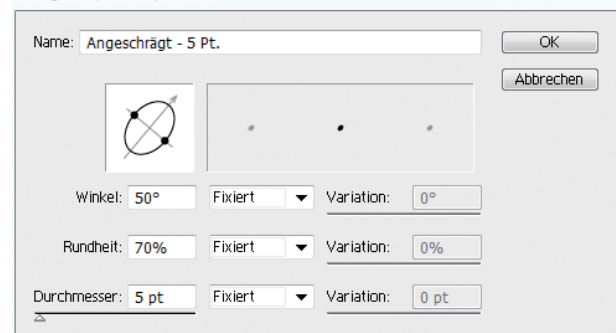 Name: Angeschrägt - 5 Pt. OK
Abbrechen
Winkel: 50° Fixiert Variation: 0°
Rundheit: 70% Fixiert Variation: 0%
Durchmesser: 5 pt Fixiert Variation: 0 pt